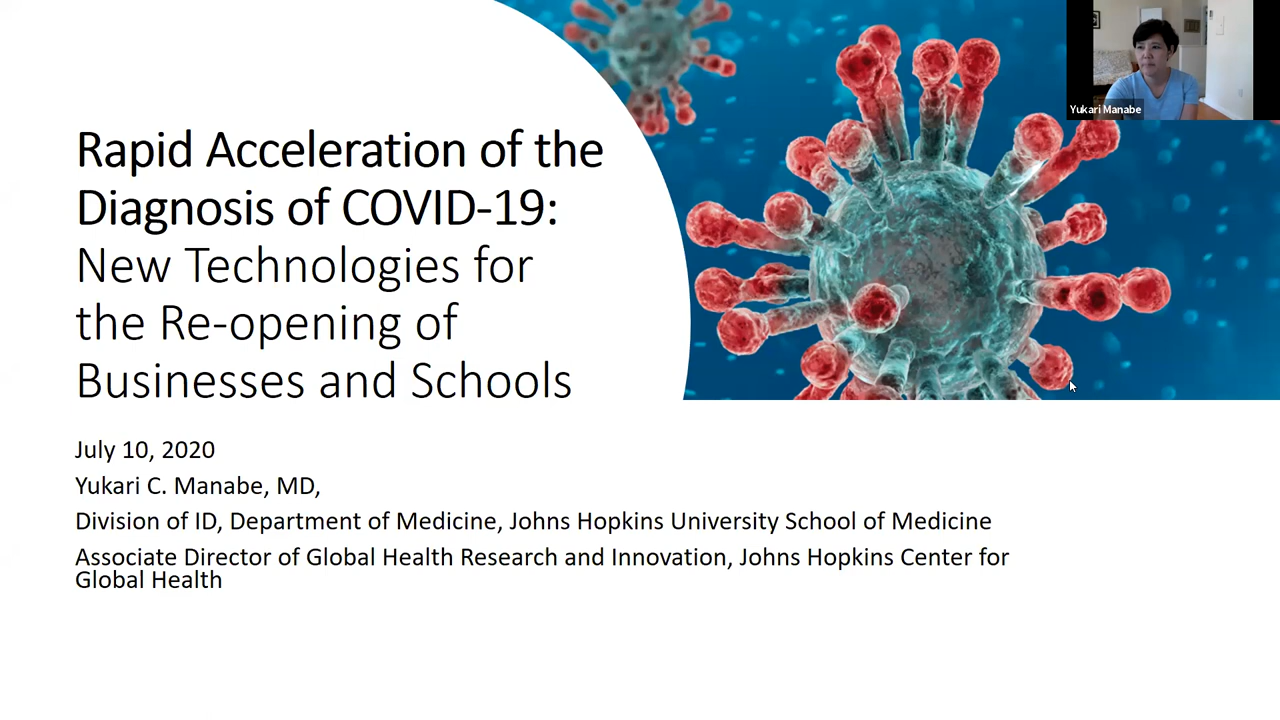 Rapid Acceleration of the
Diagnosis of COVID-19:
New Technologies for
the Re-opening of
Businesses and Schools
July 10, 2020
Yukari C. Manabe, MD,
Division of ID, Department of Medicine, Johns Hopkins University School of Medicine
Associate Director of Global Health Research and Innovation, Johns Hopkins Center for
Global Health
Yukari Manabe